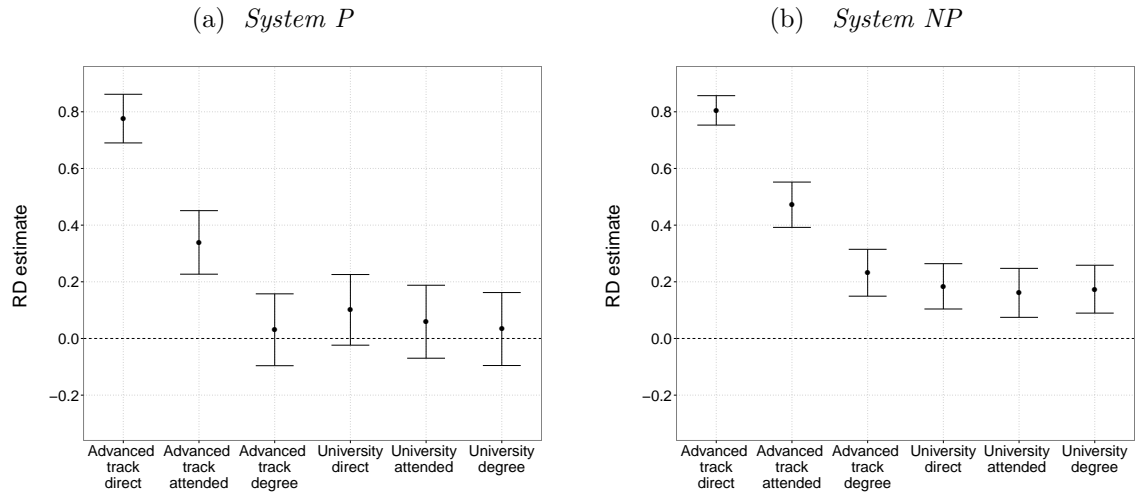 (a) System P
RD estimate
0.8
0.6
0.4
0.2
0.0
−0.2
Advanced track direct
Advanced track attended
Advanced track degree
University direct
University attended
University degree
(b) System NP
RD estimate
0.8
0.6
0.4
0.2
0.0
−0.2
Advanced track direct
Advanced track attended
Advanced track degree
University direct
University attended
University degree